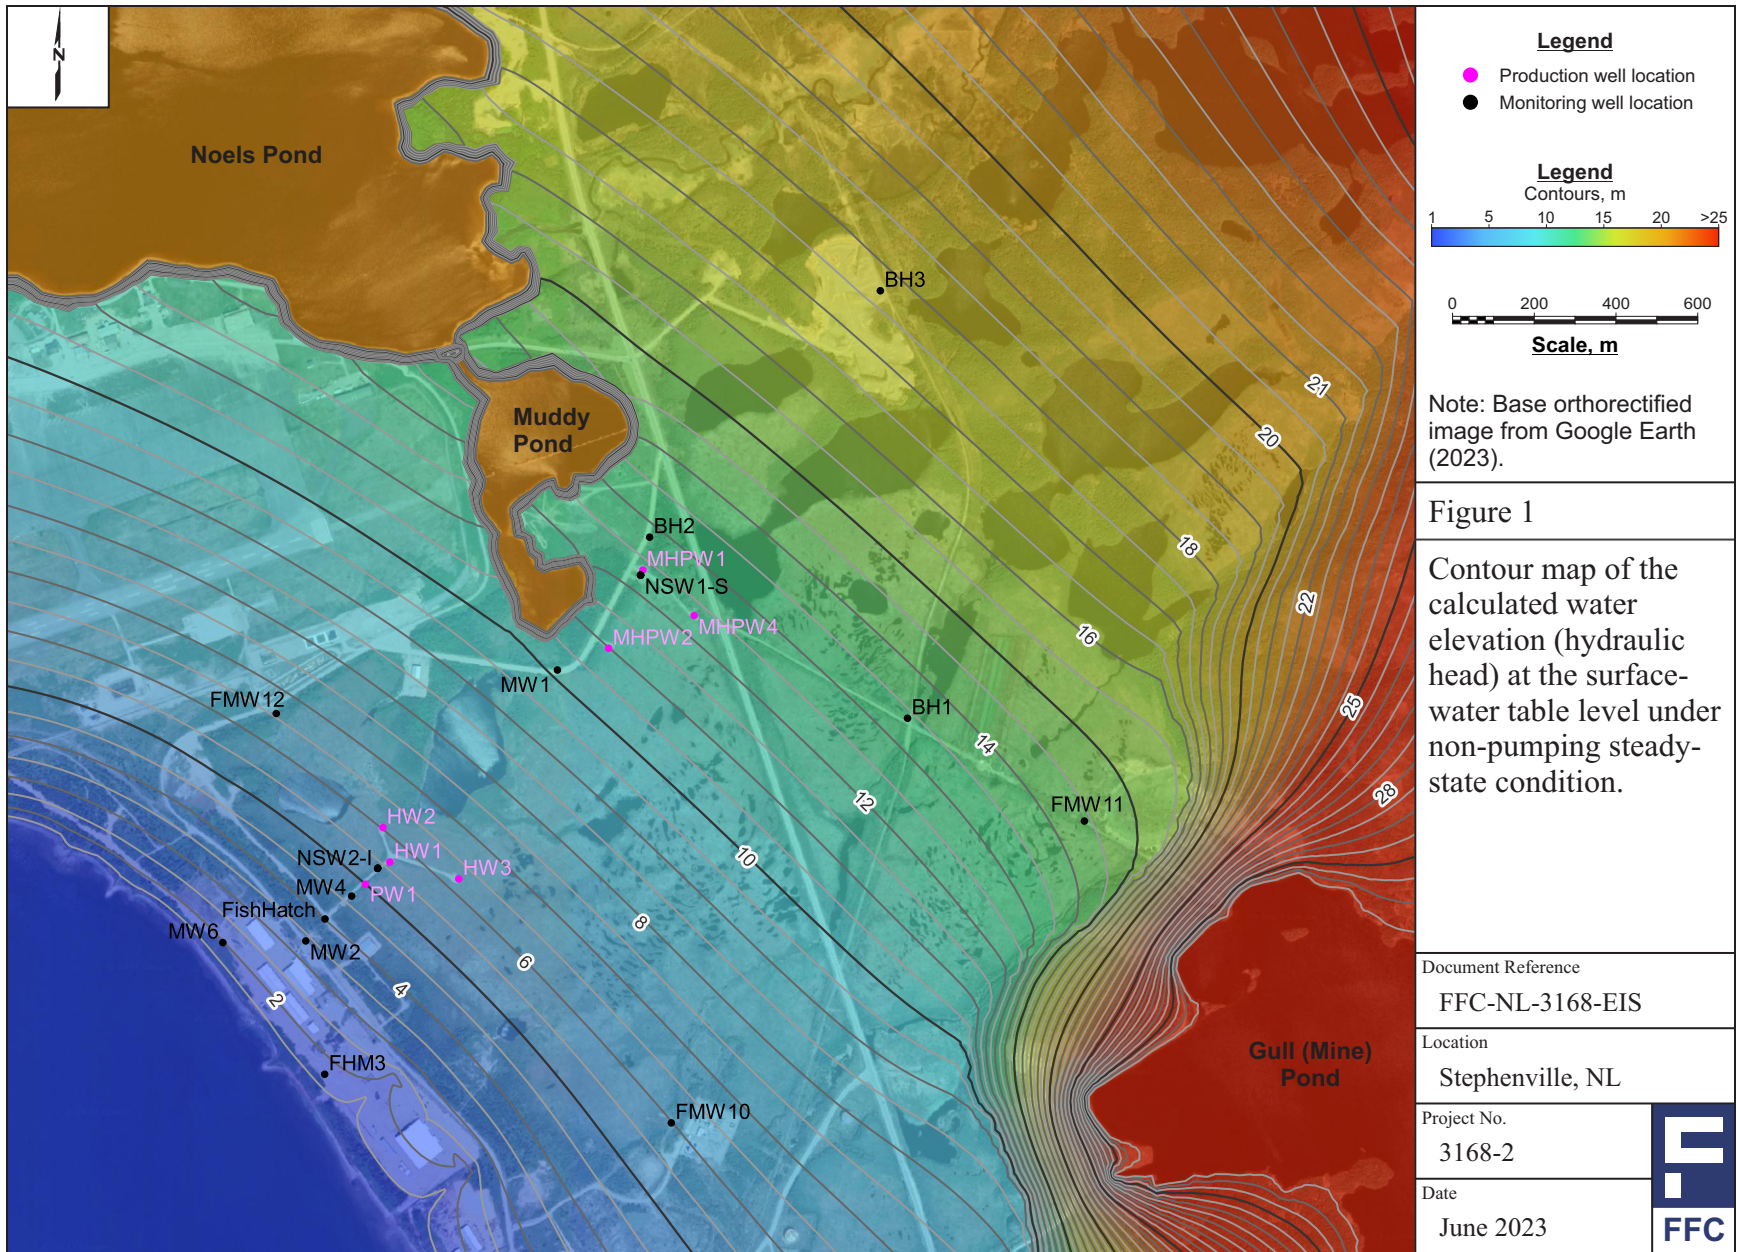 N
Noels Pond
Muddy
Pond
BH3
BH2
MHPW1
NSW1-S
MHPW4
MHPW2
MW1
BH1
FMW12
FMW11
HW2
NSW2-I
HW1
HW3
MW4
PW1
FishHatch
MW6
MW2
FHM3
FMW10
Gull (Mine)
Pond
21
20
18
22
16
25
14
28
12
10
8
6
4
2
Legend
Production well location
Monitoring well location
Legend
Contours, m
1 5 10 15 20 >25
0 200 400 600
Scale, m
Note: Base orthorectified
image from Google Earth
(2023).
Figure 1
Contour map of the
calculated water
elevation (hydraulic
head) at the surface-
water table level under
non-pumping steady-
state condition.
Document Reference
FFC-NL-3168-EIS
Location
Stephenville, NL
Project No.
3168-2
Date
June 2023
FFC